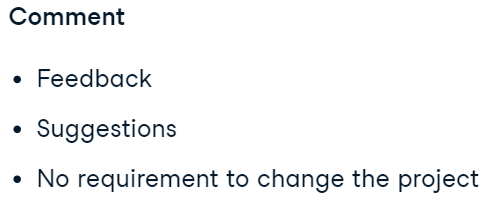 Comment
• Feedback
• Suggestions
• No requirement to change the project